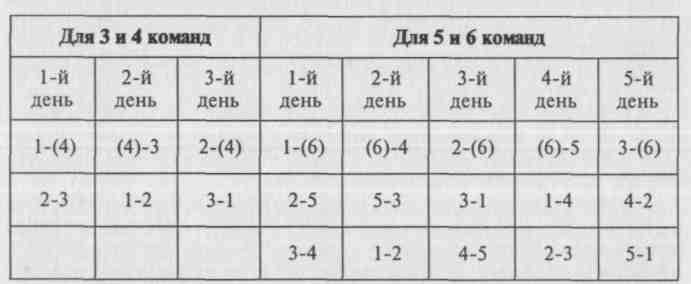 Для 3 и 4 команд Для 5 и 6 команд
1-й день 2-й день 3-й день 1-й день 2-й день 3-й день 4-й день 5-й день
1-(4) (4)-3 2-(4) 1-(6) (6)-4 2-(6) (6)-5 3-(6)
2-3 1-2 3-1 2-5 5-3 3-1 1-4 4-2
3-4 1-2 4-5 2-3 5-1